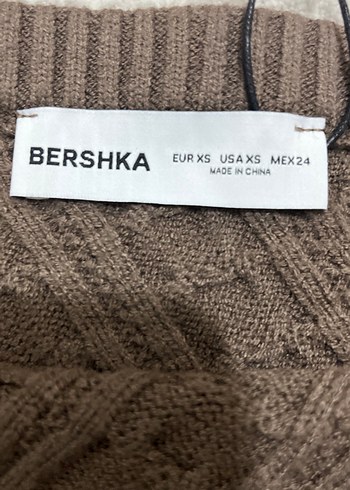 BERSHKA
EUR XS USA XS MEX 24
MADE IN CHINA